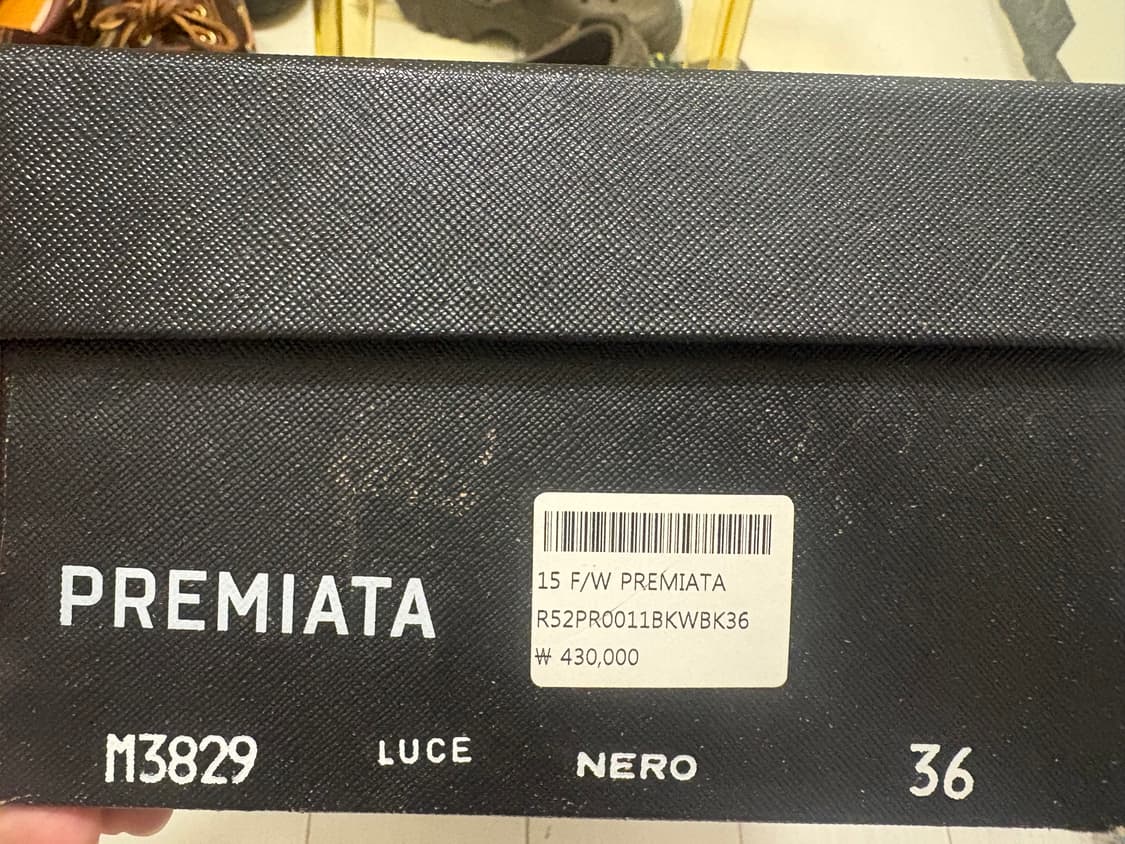 15 F/W PREMIATA
R52PR0011BKWBK36
₩ 430,000
PREMIATA
M3829 LUCE NERO 36